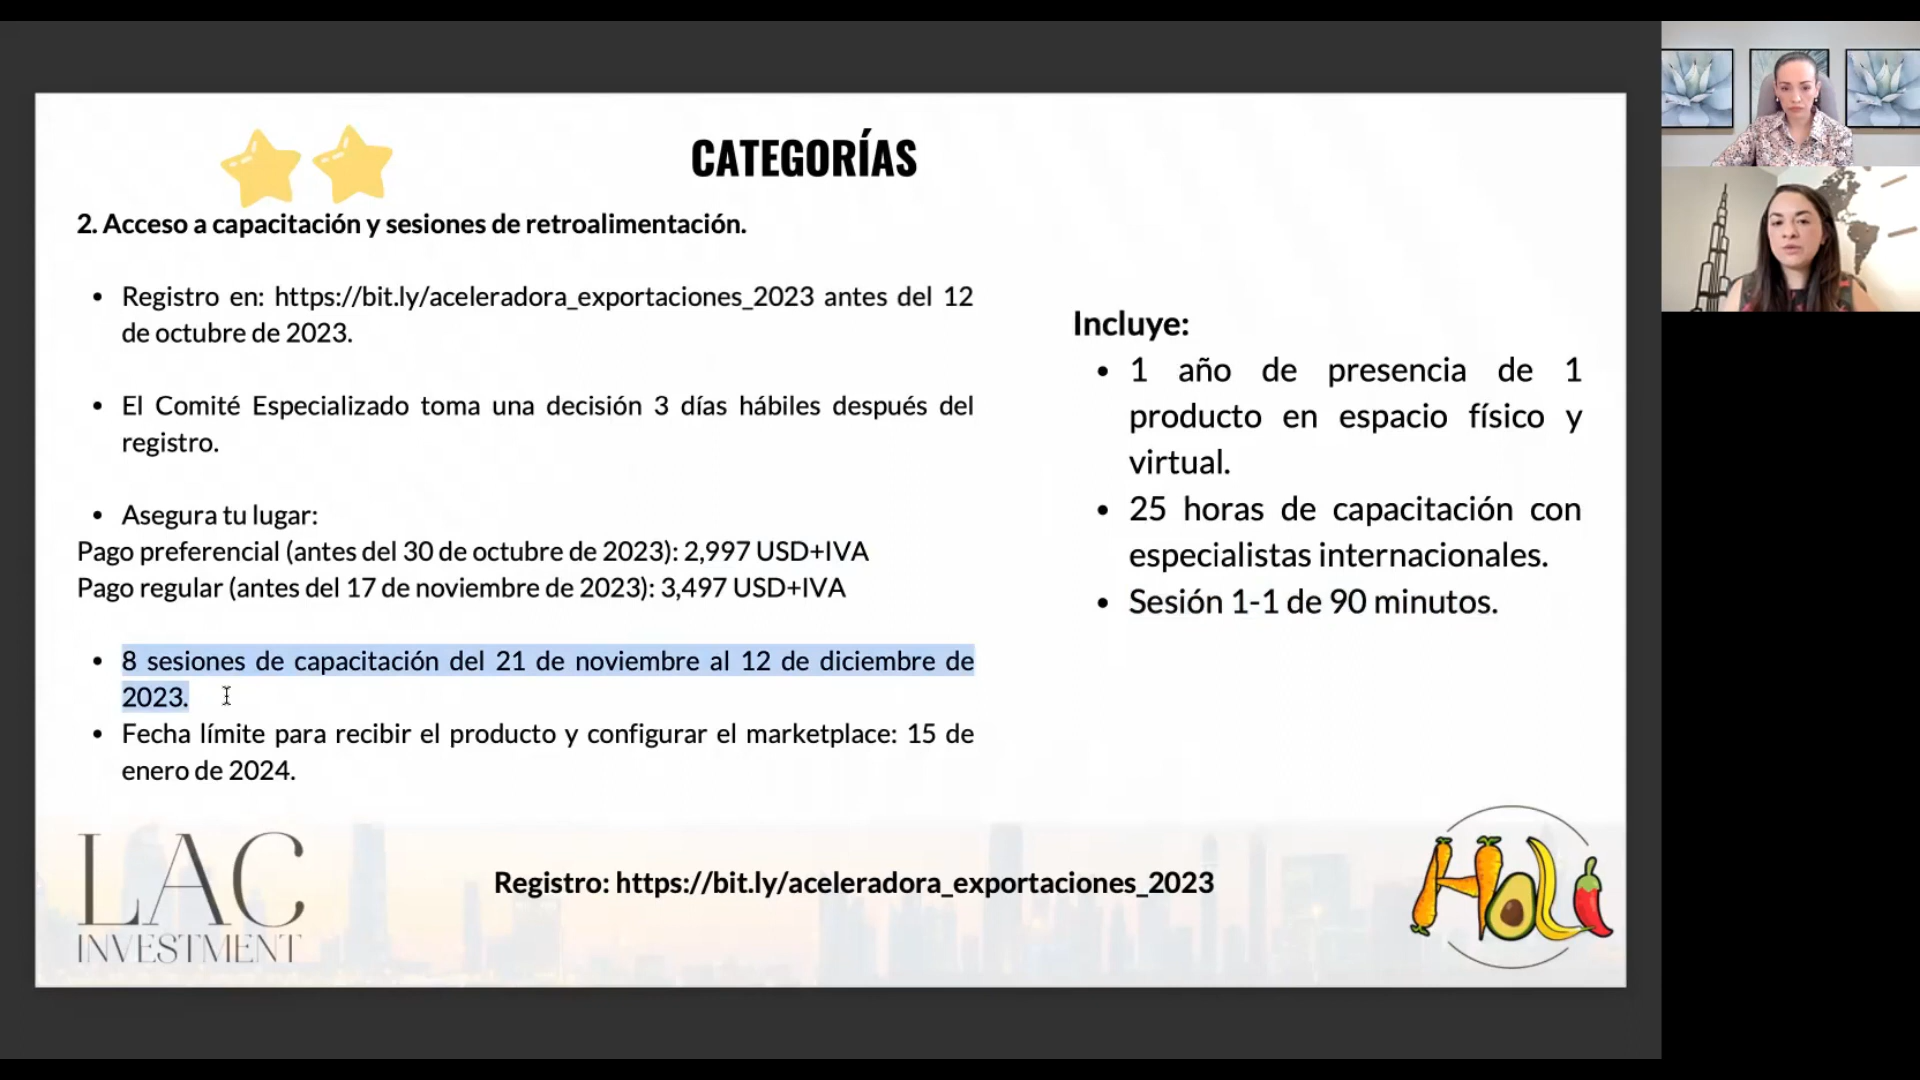 CATEGORÍAS
2. Acceso a capacitación y sesiones de retroalimentación.
• Registro en: https://bit.ly/aceleradora_exportaciones_2023 antes del 12
de octubre de 2023.
• El Comité Especializado toma una decisión 3 días hábiles después del
registro.
• Asegura tu lugar:
Pago preferencial (antes del 30 de octubre de 2023): 2,997 USD+IVA
Pago regular (antes del 17 de noviembre de 2023): 3,497 USD+IVA
• 8 sesiones de capacitación del 21 de noviembre al 12 de diciembre de
2023.
• Fecha límite para recibir el producto y configurar el marketplace: 15 de
enero de 2024.
Incluye:
• 1 año de presencia de 1
producto en espacio físico y
virtual.
• 25 horas de capacitación con
especialistas internacionales.
• Sesión 1-1 de 90 minutos.
LAC
INVESTMENT
Registro: https://bit.ly/aceleradora_exportaciones_2023
HOLi